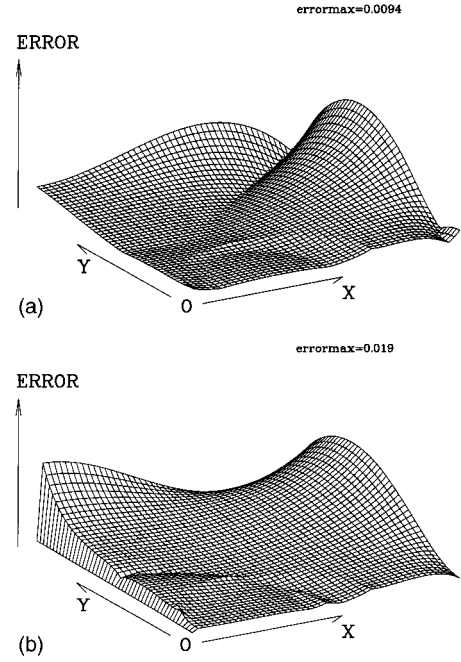 errormax=0.0094
ERROR
Y
0
X
(a)
errormax=0.019
ERROR
Y
0
X
(b)